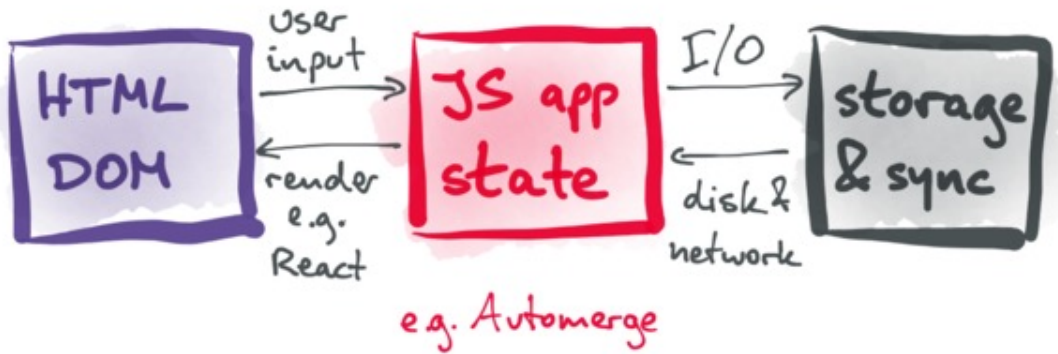 HTML
DOM
user
input
render
e.g.
React
JS app
state
I/O
disk &
network
storage
& sync
e.g. Automerge